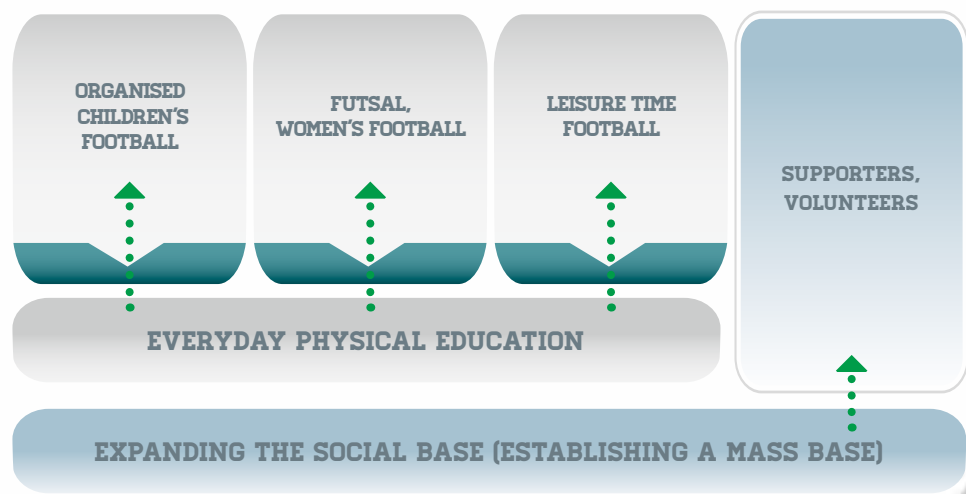 ORGANISED
CHILDREN'S
FOOTBALL
FUTSAL,
WOMEN'S FOOTBALL
LEISURE TIME
FOOTBALL
SUPPORTERS,
VOLUNTEERS
EVERYDAY PHYSICAL EDUCATION
EXPANDING THE SOCIAL BASE (ESTABLISHING A MASS BASE)